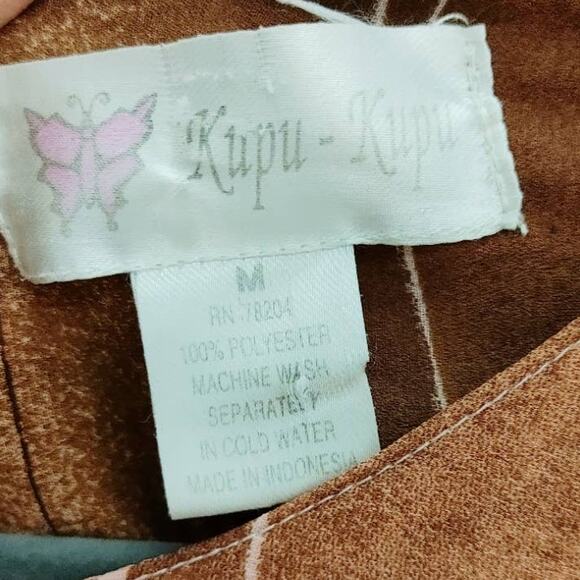 Kupu - Kupu
M
RN 78204
100% POLYESTER
MACHINE WASH
SEPARATELY
IN COLD WATER
MADE IN INDONESIA